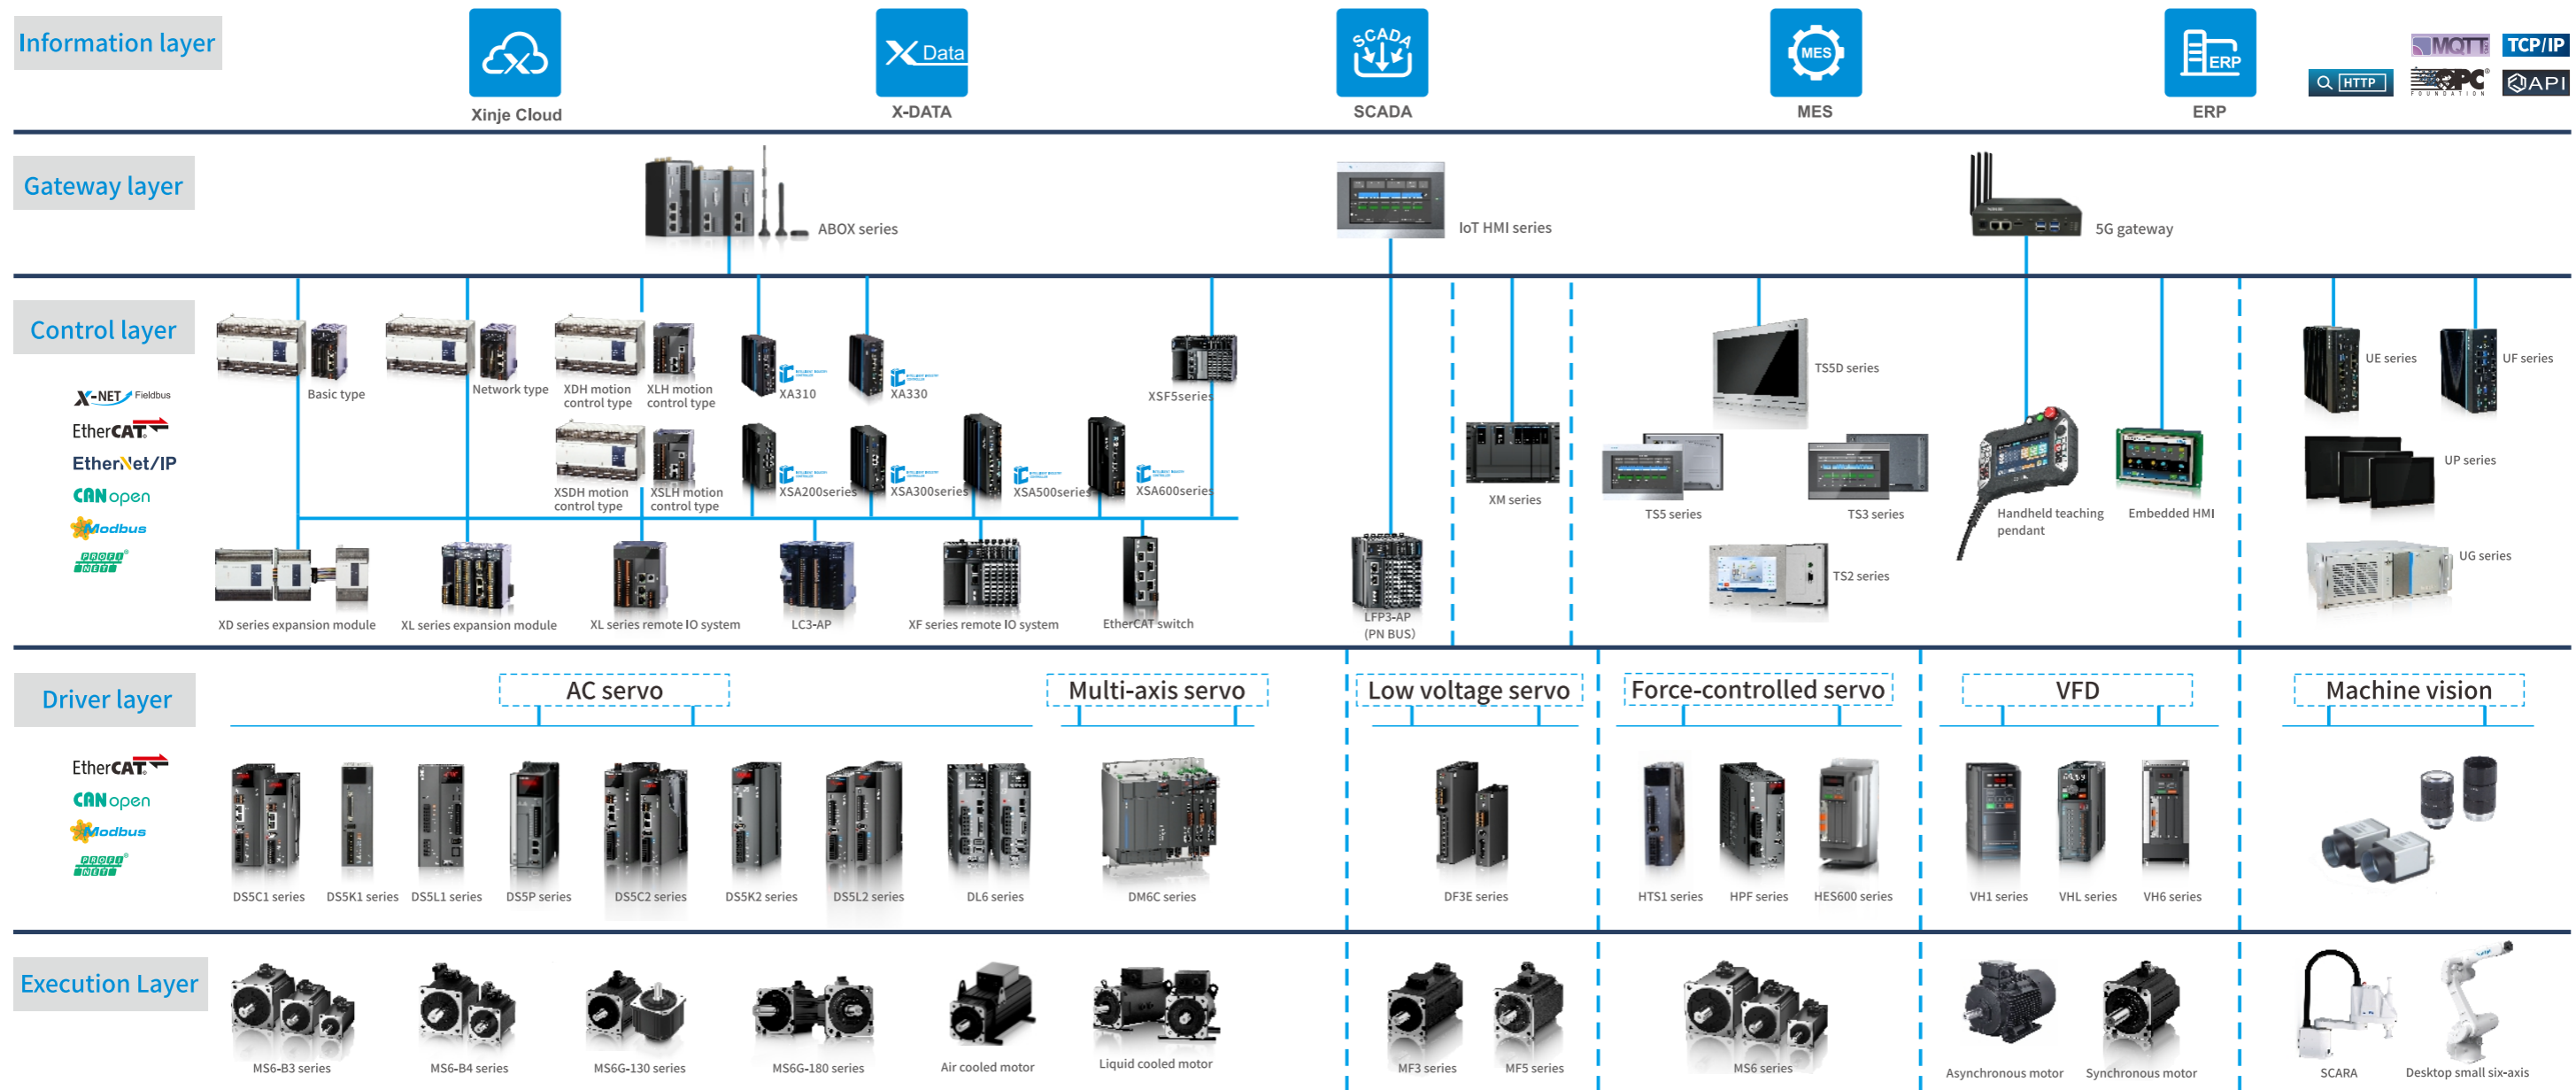 Information layer
Xinje Cloud
X Data
X-DATA
SCADA
SCADA
MES
MES
ERP
ERP
MQTT
TCP/IP
HTTP
OPC
FOUNDATION
API
Gateway layer
ABOX series
IoT HMI series
5G gateway
Control layer
X-NET Fieldbus
EtherCAT
EtherNet/IP
CANopen
Modbus
PROFI
NET
Basic type
Network type
XDH motion
control type
XLH motion
control type
XA310
XA330
XSF5series
XSDH motion
control type
XSLH motion
control type
XSA200series
XSA300series
XSA500series
XSA600series
XD series expansion module
XL series expansion module
XL series remote IO system
LC3-AP
XF series remote IO system
EtherCAT switch
LFP3-AP
(PN BUS)
XM series
TS5D series
TS5 series
TS3 series
TS2 series
Handheld teaching
pendant
Embedded HMI
UE series
UF series
UP series
UG series
Driver layer
EtherCAT
CANopen
Modbus
PROFI
NET
AC servo
Multi-axis servo
Low voltage servo
Force-controlled servo
VFD
Machine vision
DS5C1 series
DS5K1 series
DS5L1 series
DS5P series
DS5C2 series
DS5K2 series
DS5L2 series
DL6 series
DM6C series
DF3E series
HTS1 series
HPF series
HES600 series
VH1 series
VHL series
VH6 series
Execution Layer
MS6-B3 series
MS6-B4 series
MS6G-130 series
MS6G-180 series
Air cooled motor
Liquid cooled motor
MF3 series
MF5 series
MS6 series
Asynchronous motor
Synchronous motor
SCARA
Desktop small six-axis